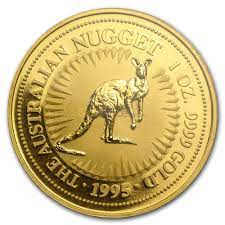 THE AUSTRALIAN NUGGET 1 OZ. 9999 GOLD
· 1995 ·